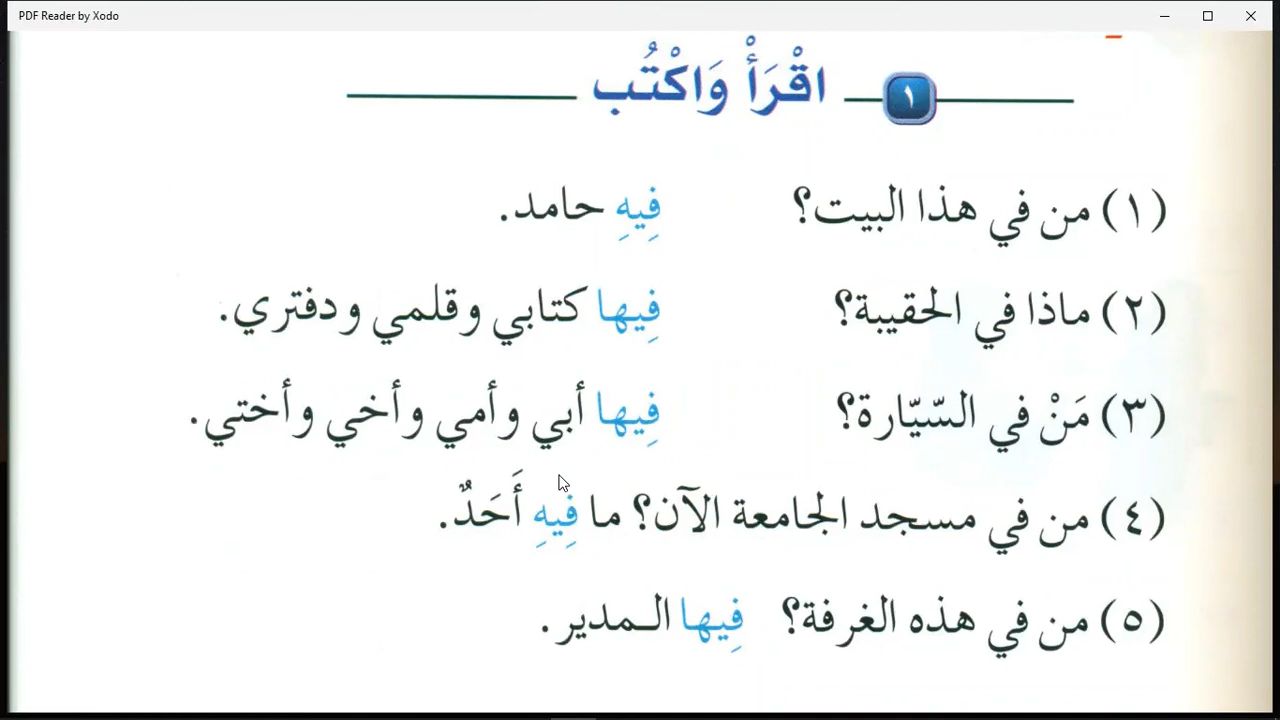 PDF Reader by Xodo
١ اقْرَأْ وَاكْتُب
(١) من في هذا البيت؟ فِيهِ حامد.
(٢) ماذا في الحقيبة؟ فِيها كتابي وقلمي ودفتري.
(٣) مَنْ في السّيّارة؟ فِيها أبي وأمي وأخي وأختي.
(٤) من في مسجد الجامعة الآن؟ ما فِيهِ أَحَدٌ.
(٥) من في هذه الغرفة؟ فِيها الـمدير.